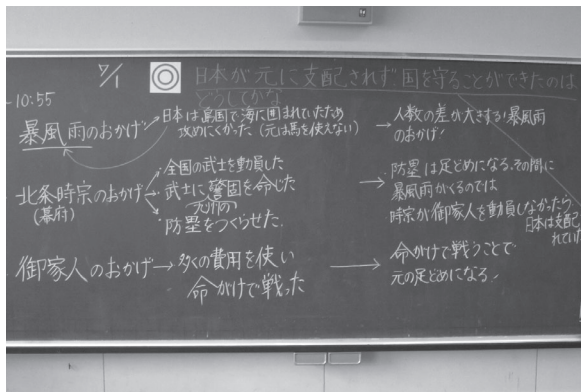 7/1
日本が元に支配されず国を守ることができたのは
どうしてかな
-10:55
暴風雨のおかげ
日本は島国で海に囲まれていたため
攻めにくかった(元は馬を使えない)
人数の差が大きすぎる!暴風雨
のおかげ!
北条時宗のおかげ
(幕府)
全国の武士を動員した
武士に警固を命じた
防塁をつくらせた
防塁は足どめになる。その間に
暴風雨がくるのでは
時宗が御家人を動員しなかったら
日本は支配
されていた
御家人のおかげ
多くの費用を使い
命がけで戦った
命がけで戦うことで
元の足どめになる!